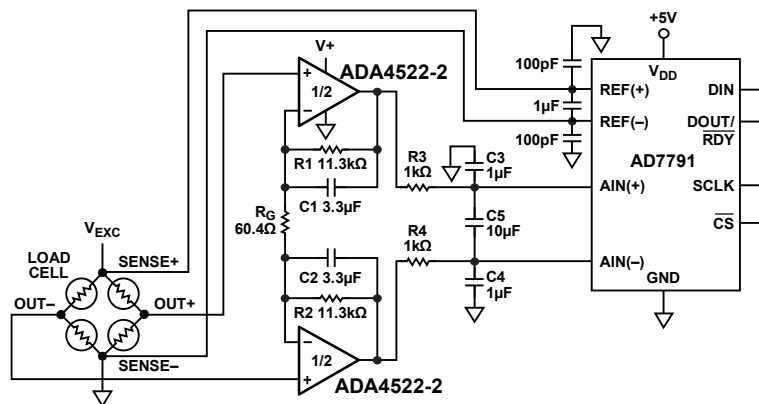 +5V
V+
ADA4522-2
1/2
+
–
100pF
1µF
100pF
VDD
REF(+)
REF(–)
AIN(+)
AIN(–)
GND
AD7791
DIN
DOUT/
RDY
SCLK
CS
R1 11.3kΩ
C1 3.3µF
RG
60.4Ω
R3
1kΩ
C3
1µF
C5
10µF
R4
1kΩ
C4
1µF
C2 3.3µF
R2 11.3kΩ
–
1/2
+
ADA4522-2
VEXC
LOAD
CELL
SENSE+
OUT–
OUT+
SENSE–